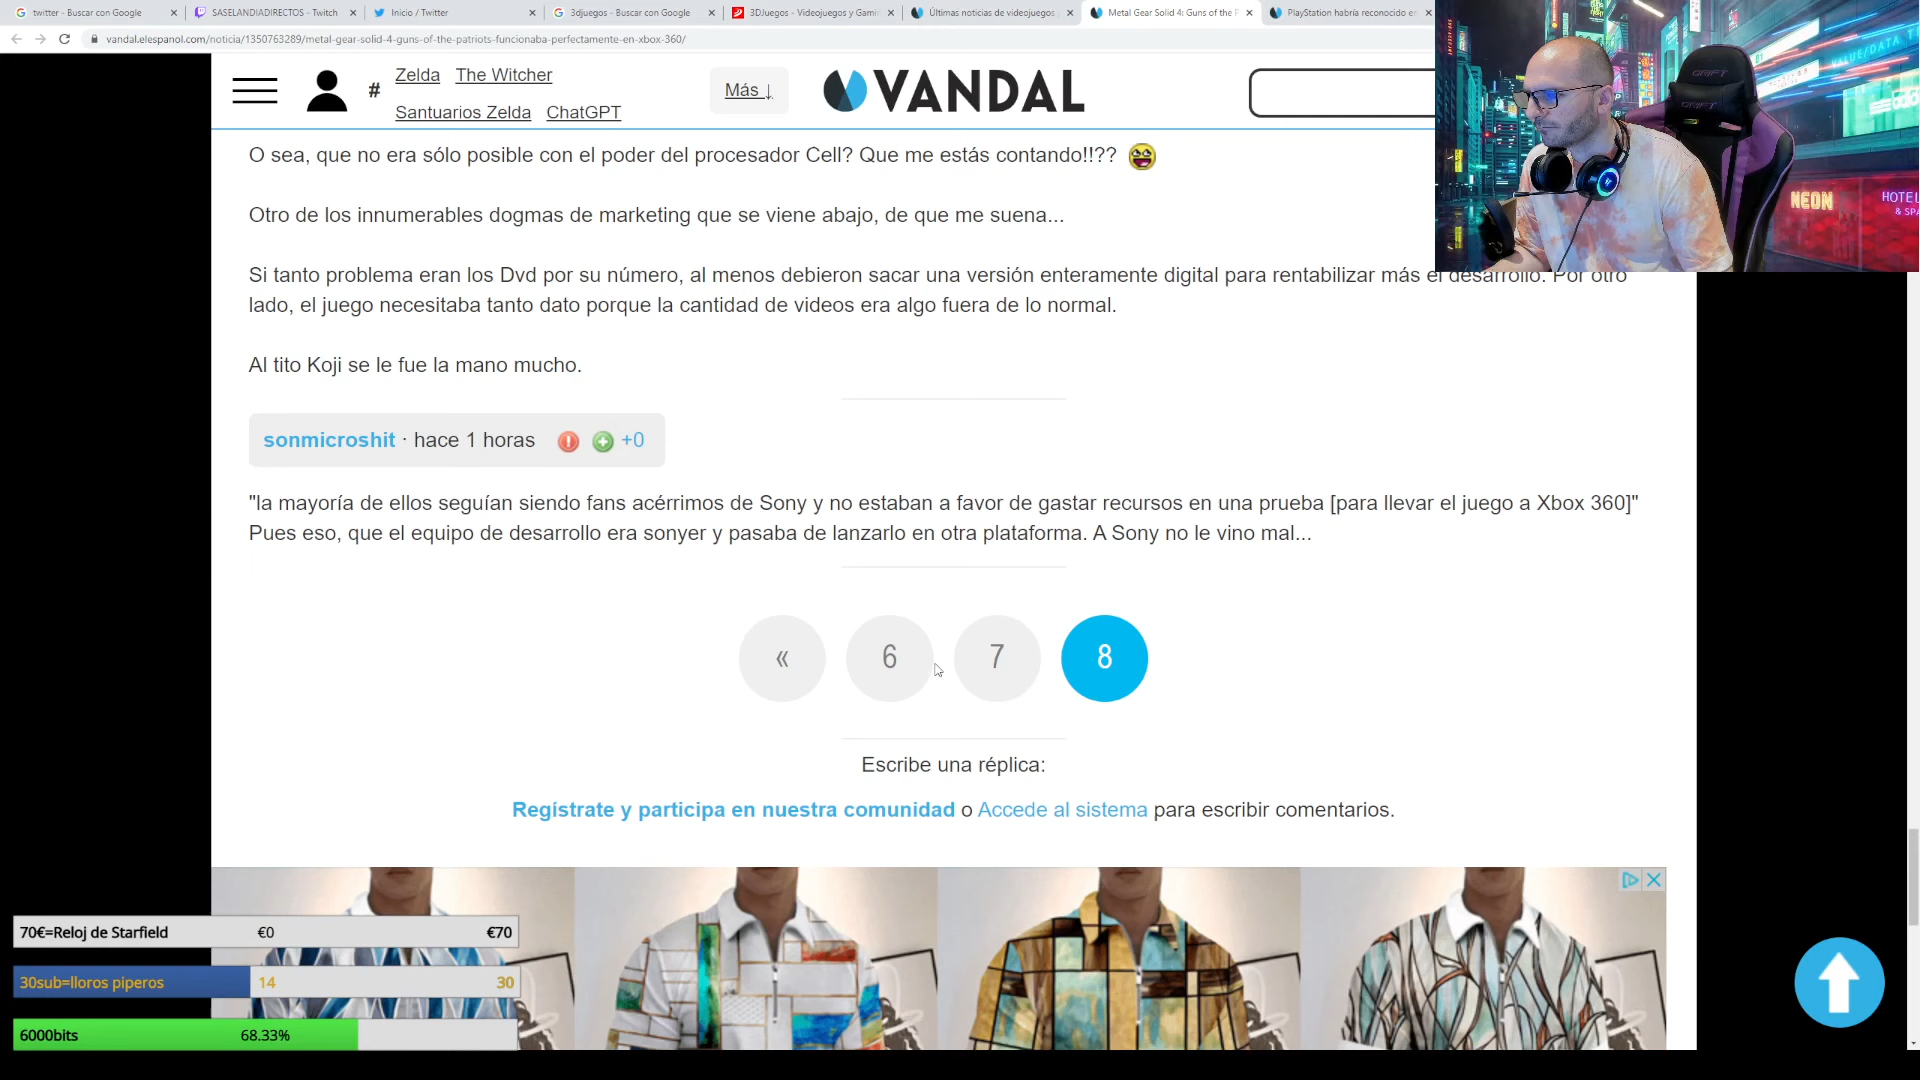 twitter - Buscar con Google
SASELANDIADIRECTOS - Twitch
Inicio / Twitter
3djuegos - Buscar con Google
3DJuegos - Videojuegos y Gami
Últimas noticias de videojuegos
Metal Gear Solid 4: Guns of the P
PlayStation habría reconocido en
vandal.elespanol.com/noticia/1350763289/metal-gear-solid-4-guns-of-the-patriots-funcionaba-perfectamente-en-xbox-360/
# Zelda The Witcher
Santuarios Zelda ChatGPT
Más ↓
VANDAL
O sea, que no era sólo posible con el poder del procesador Cell? Que me estás contando!!??
Otro de los innumerables dogmas de marketing que se viene abajo, de que me suena...
Si tanto problema eran los Dvd por su número, al menos debieron sacar una versión enteramente digital para rentabilizar más el desarrollo. Por otro
lado, el juego necesitaba tanto dato porque la cantidad de videos era algo fuera de lo normal.
Al tito Koji se le fue la mano mucho.
sonmicroshit · hace 1 horas +0
"la mayoría de ellos seguían siendo fans acérrimos de Sony y no estaban a favor de gastar recursos en una prueba [para llevar el juego a Xbox 360]"
Pues eso, que el equipo de desarrollo era sonyer y pasaba de lanzarlo en otra plataforma. A Sony no le vino mal...
« 6 7 8
Escribe una réplica:
Regístrate y participa en nuestra comunidad o Accede al sistema para escribir comentarios.
70€=Reloj de Starfield €0 €70
30sub=lloros piperos 14 30
6000bits 68.33%
GRIFT
GRIFT
NEON
HOTEL
& SPA
VALUE/DATA